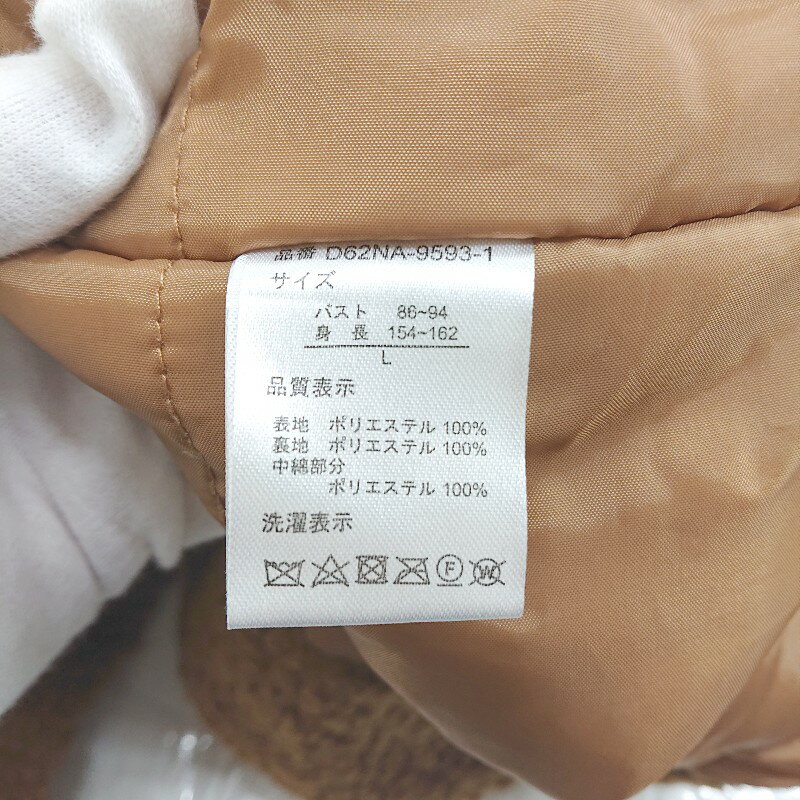 品番 D62NA-9593-1
サイズ
バスト 86~94
身 長 154~162
L
品質表示
表地 ポリエステル 100%
裏地 ポリエステル 100%
中綿部分
ポリエステル 100%
洗濯表示
F W